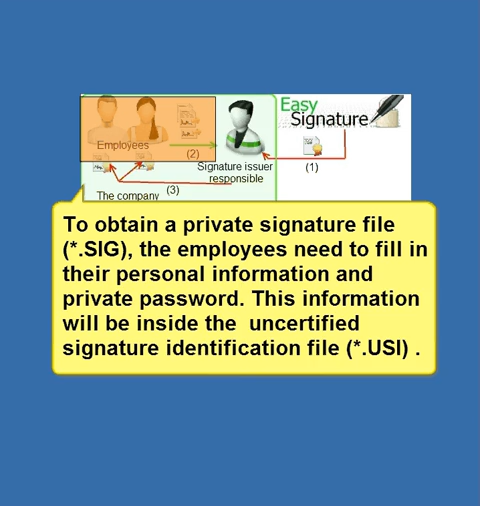 Easy
Signature
Employees
(2)
Signature issuer
responsible
(1)
(3)
The company
To obtain a private signature file
(*.SIG), the employees need to fill in
their personal information and
private password. This information
will be inside the  uncertified
signature identification file (*.USI) .